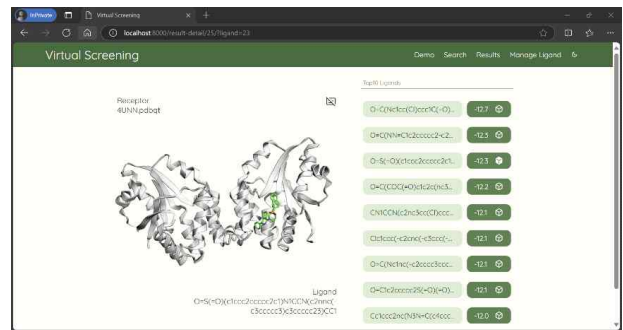 InPrivate
Virtual Screening
localhost:8000/result-detail/25/?ligand=23
Virtual Screening
Demo Search Results Manage Ligand
Top10 Ligands
Receptor
4UNN.pdbqt
O=C(Nc1cc(Cl)ccc1C(=O)... -12.7
O=C(NN=C1c2ccccc2-c2... -12.3
O=S(=O)(c1ccc2ccccc2c1... -12.3
O=C(COC(=O)c1c2c(nc3... -12.2
CN1CCN(c2nc3cc(Cl)ccc... -12.1
Clc1ccc(-c2cnc(-c3ccc(-... -12.1
O=C(Nc1nc(-c2cccc3ccc... -12.1
O=C1c2ccccc2S(=O)(=O)... -12.1
Cc1ccc2nc(N3N=C(c4ccc... -12.0
Ligand
O=S(=O)(c1ccc2ccccc2c1)N1CCN(c2nnc(-
c3ccccc3)c3ccccc23)CC1